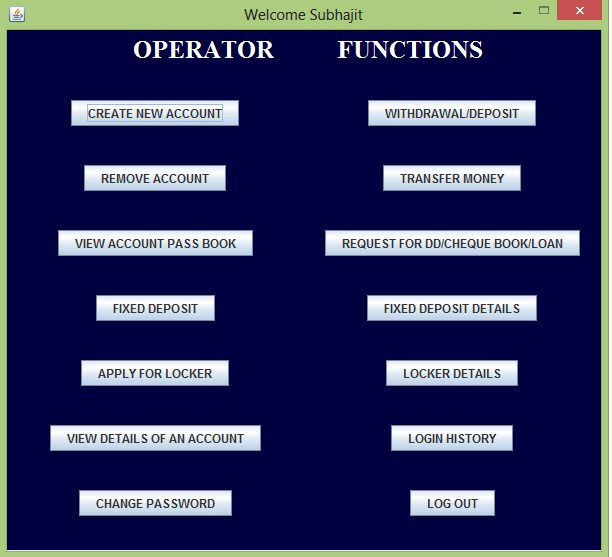 Welcome Subhajit
OPERATOR FUNCTIONS
CREATE NEW ACCOUNT
WITHDRAWAL/DEPOSIT
REMOVE ACCOUNT
TRANSFER MONEY
VIEW ACCOUNT PASS BOOK
REQUEST FOR DD/CHEQUE BOOK/LOAN
FIXED DEPOSIT
FIXED DEPOSIT DETAILS
APPLY FOR LOCKER
LOCKER DETAILS
VIEW DETAILS OF AN ACCOUNT
LOGIN HISTORY
CHANGE PASSWORD
LOG OUT